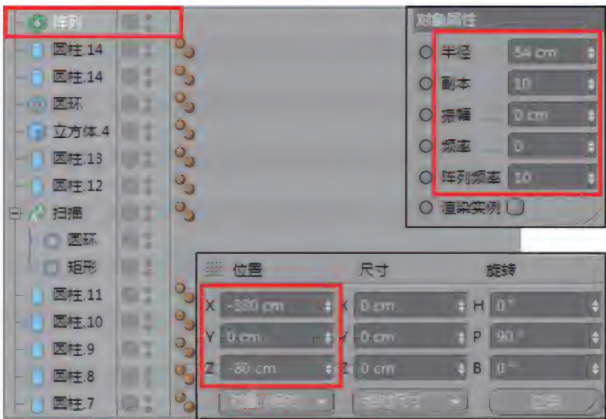 阵列
圆柱.14
圆柱.14
圆环
立方体.4
圆柱.13
圆柱.12
扫描
圆环
矩形
圆柱.11
圆柱.10
圆柱.9
圆柱.8
圆柱.7
对象属性
半径 54 cm
副本 10
振幅 0 cm
频率 0
阵列频率 10
渲染实例
位置 尺寸 旋转
X -380 cm X 0 cm H 0°
Y 0 cm Y 0 cm P 90°
Z -80 cm Z 0 cm B 0°